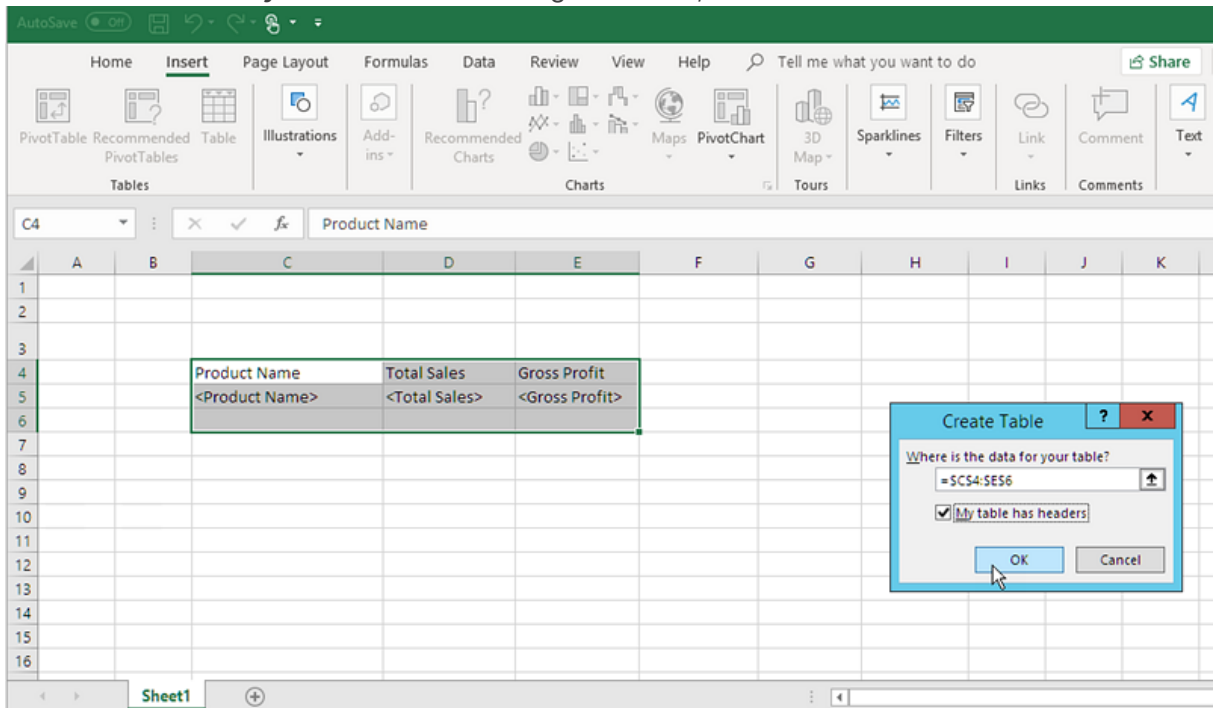 AutoSave Off
Home Insert Page Layout Formulas Data Review View Help Tell me what you want to do Share
PivotTable Recommended PivotTables Table Illustrations Add-ins Recommended Charts Maps PivotChart 3D Map Sparklines Filters Link Comment Text
Tables Charts Tours Links Comments
C4 fx Product Name
A B C D E F G H I J K
1
2
3
4 Product Name Total Sales Gross Profit
5 <Product Name> <Total Sales> <Gross Profit>
6
7
8
9
10
11
12
13
14
15
16
Create Table ? x
Where is the data for your table?
=$C$4:$E$6
My table has headers
OK Cancel
Sheet1